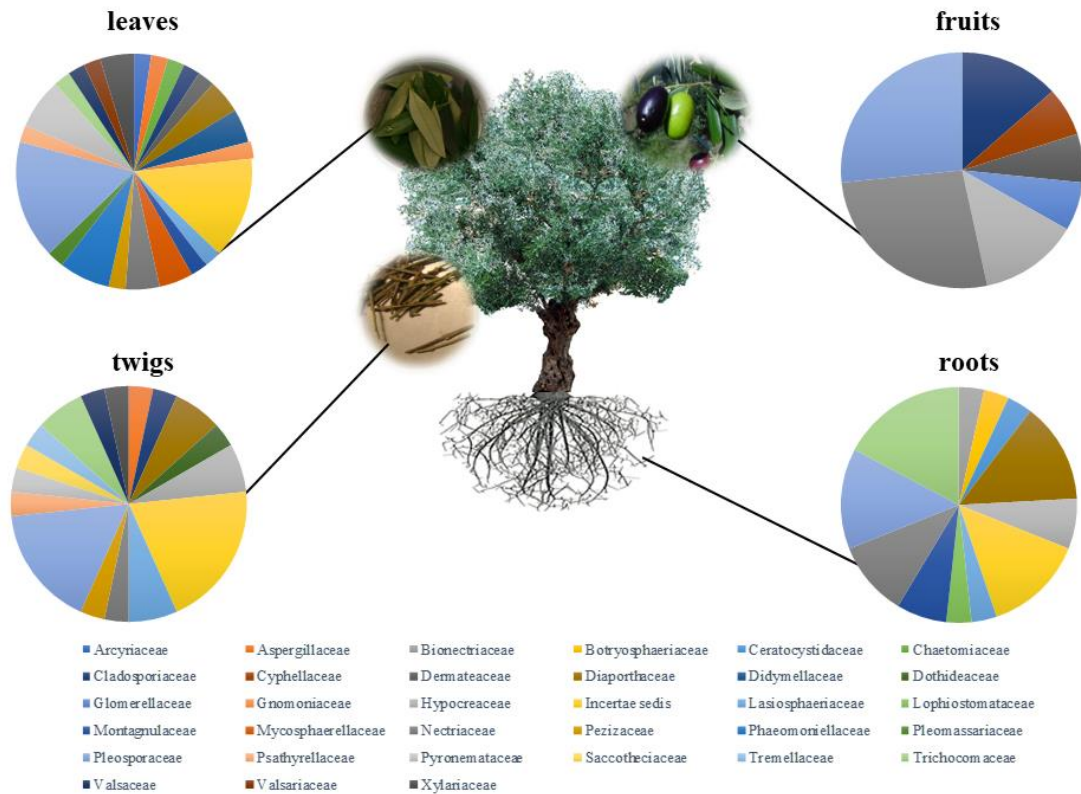 leaves
fruits
twigs
roots
Arcyriaceae Aspergillaceae Bionectriaceae Botryosphaeriaceae Ceratocystidaceae Chaetomiaceae
Cladosporiaceae Cyphellaceae Dermateaceae Diaporthaceae Didymellaceae Dothideaceae
Glomerellaceae Gnomoniaceae Hypocreaceae Incertae sedis Lasiosphaeriaceae Lophiostomataceae
Montagnulaceae Mycosphaerellaceae Nectriaceae Pezizaceae Phaeomoniellaceae Pleomassariaceae
Pleosporaceae Psathyrellaceae Pyronemataceae Saccotheciaceae Tremellaceae Trichocomaceae
Valsaceae Valsariaceae Xylariaceae